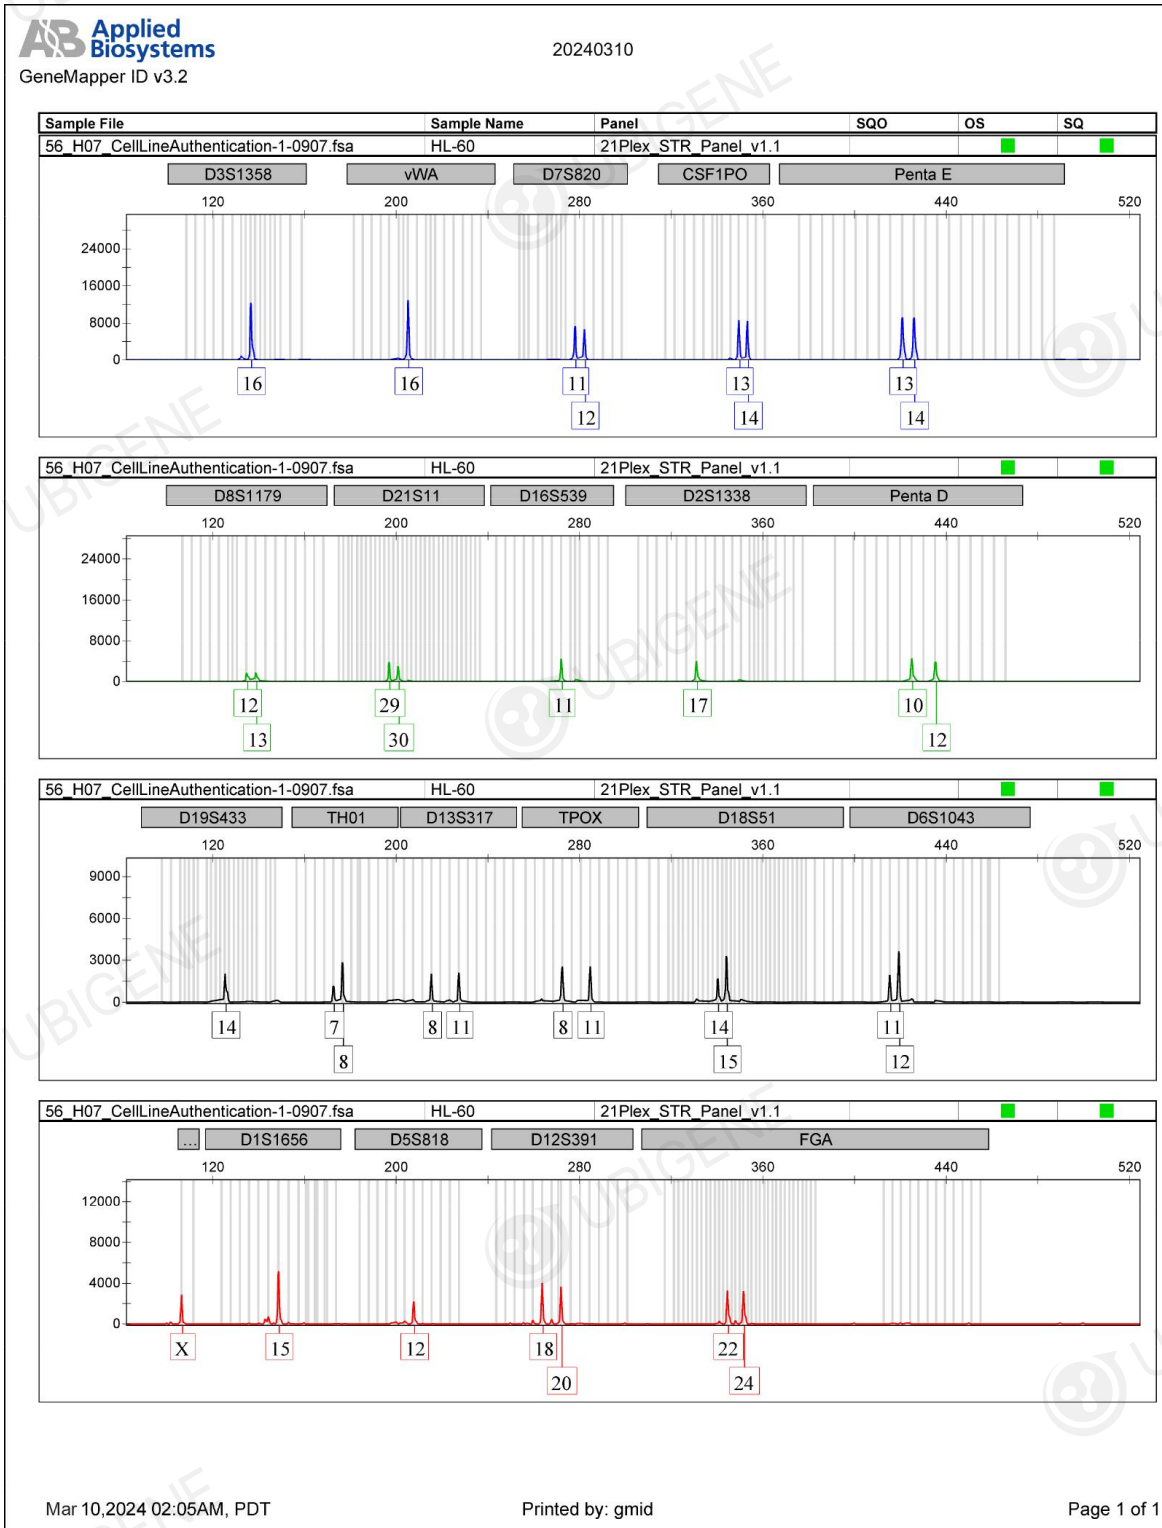 AB Applied Biosystems
GeneMapper ID v3.2
20240310
Sample File Sample Name Panel SQO OS SQ
56_H07_CellLineAuthentication-1-0907.fsa HL-60 21Plex_STR_Panel_v1.1
D3S1358 vWA D7S820 CSF1PO Penta E
120 200 280 360 440 520
24000
16000
8000
0
16 16 11 13 13
12 14 14
56_H07_CellLineAuthentication-1-0907.fsa HL-60 21Plex_STR_Panel_v1.1
D8S1179 D21S11 D16S539 D2S1338 Penta D
120 200 280 360 440 520
24000
16000
8000
0
12 29 11 17 10
13 30 12
56_H07_CellLineAuthentication-1-0907.fsa HL-60 21Plex_STR_Panel_v1.1
D19S433 TH01 D13S317 TPOX D18S51 D6S1043
120 200 280 360 440 520
9000
6000
3000
0
14 7 8 11 8 11 14 11
8 15 12
56_H07_CellLineAuthentication-1-0907.fsa HL-60 21Plex_STR_Panel_v1.1
... D1S1656 D5S818 D12S391 FGA
120 200 280 360 440 520
12000
8000
4000
0
X 15 12 18 22
20 24
Mar 10,2024 02:05AM, PDT Printed by: gmid Page 1 of 1
UBIGENE
UBIGENE
UBIGENE
UBIGENE
UBIGENE